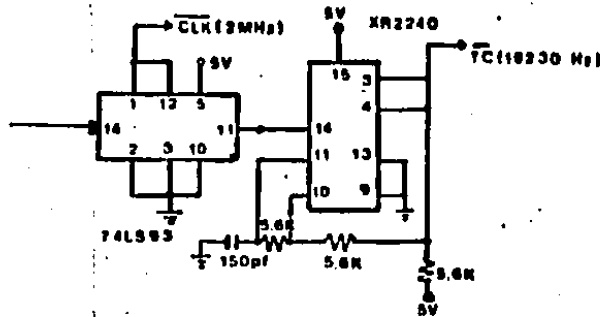 5V
XR2240
CLK(2MHz)
TC(19230 Hz)
5V
15
3
4
1
12
5
14
11
14
11
13
10
9
2
3
10
74LS93
150pf
5.6K
5.6K
5.6K
5V